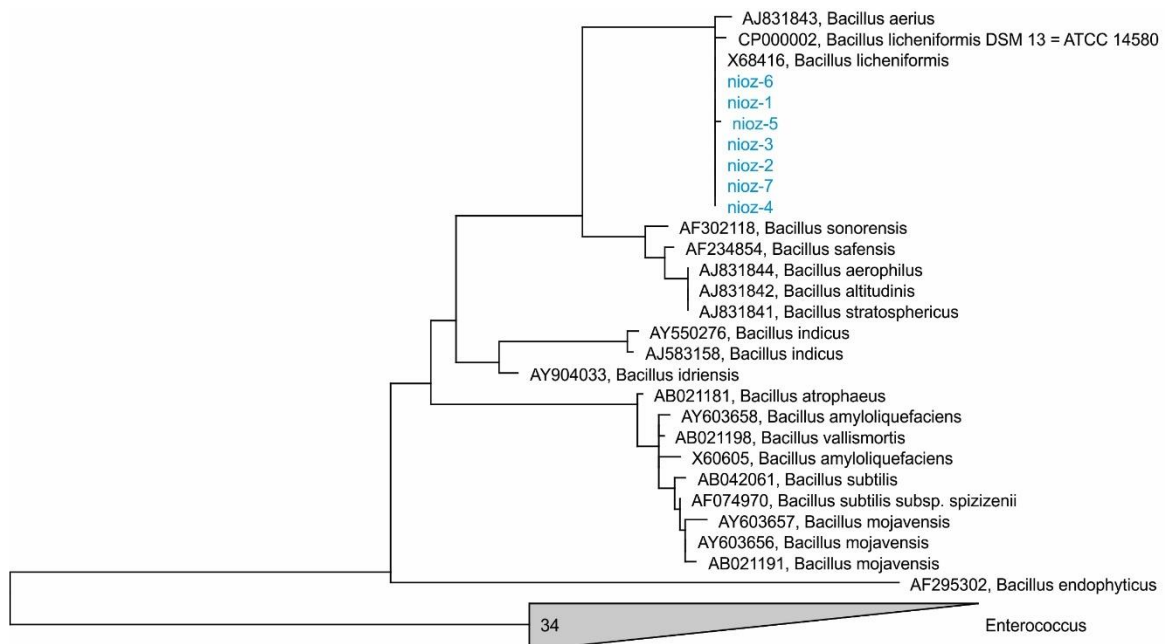 AJ831843, Bacillus aerius
CP000002, Bacillus licheniformis DSM 13 = ATCC 14580
X68416, Bacillus licheniformis
nioz-6
nioz-1
nioz-5
nioz-3
nioz-2
nioz-7
nioz-4
AF302118, Bacillus sonorensis
AF234854, Bacillus safensis
AJ831844, Bacillus aerophilus
AJ831842, Bacillus altitudinis
AJ831841, Bacillus stratosphericus
AY550276, Bacillus indicus
AJ583158, Bacillus indicus
AY904033, Bacillus idriensis
AB021181, Bacillus atrophaeus
AY603658, Bacillus amyloliquefaciens
AB021198, Bacillus vallismortis
X60605, Bacillus amyloliquefaciens
AB042061, Bacillus subtilis
AF074970, Bacillus subtilis subsp. spizizenii
AY603657, Bacillus mojavensis
AY603656, Bacillus mojavensis
AB021191, Bacillus mojavensis
AF295302, Bacillus endophyticus
34 Enterococcus